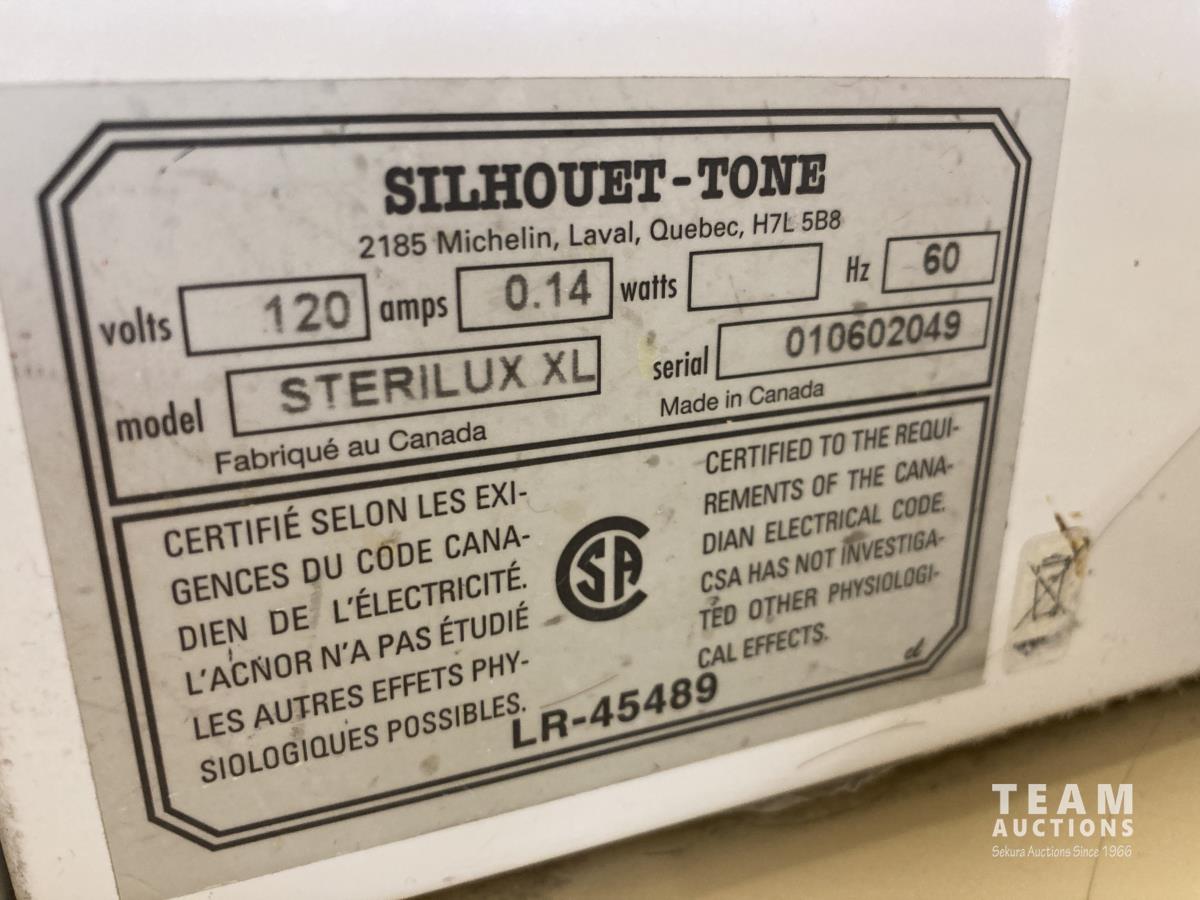 SILHOUET-TONE
2185 Michelin, Laval, Quebec, H7L 5B8
volts 120 amps 0.14 watts Hz 60
model STERILUX XL serial 010602049
Fabriqué au Canada Made in Canada
CERTIFIÉ SELON LES EXI-
GENCES DU CODE CANA-
DIEN DE L'ÉLECTRICITÉ.
L'ACNOR N'A PAS ÉTUDIÉ
LES AUTRES EFFETS PHY-
SIOLOGIQUES POSSIBLES.
CSA
CERTIFIED TO THE REQUI-
REMENTS OF THE CANA-
DIAN ELECTRICAL CODE.
CSA HAS NOT INVESTIGA-
TED OTHER PHYSIOLOGI-
CAL EFFECTS.
LR-45489
TEAM
AUCTIONS
Sekura Auctions Since 1966